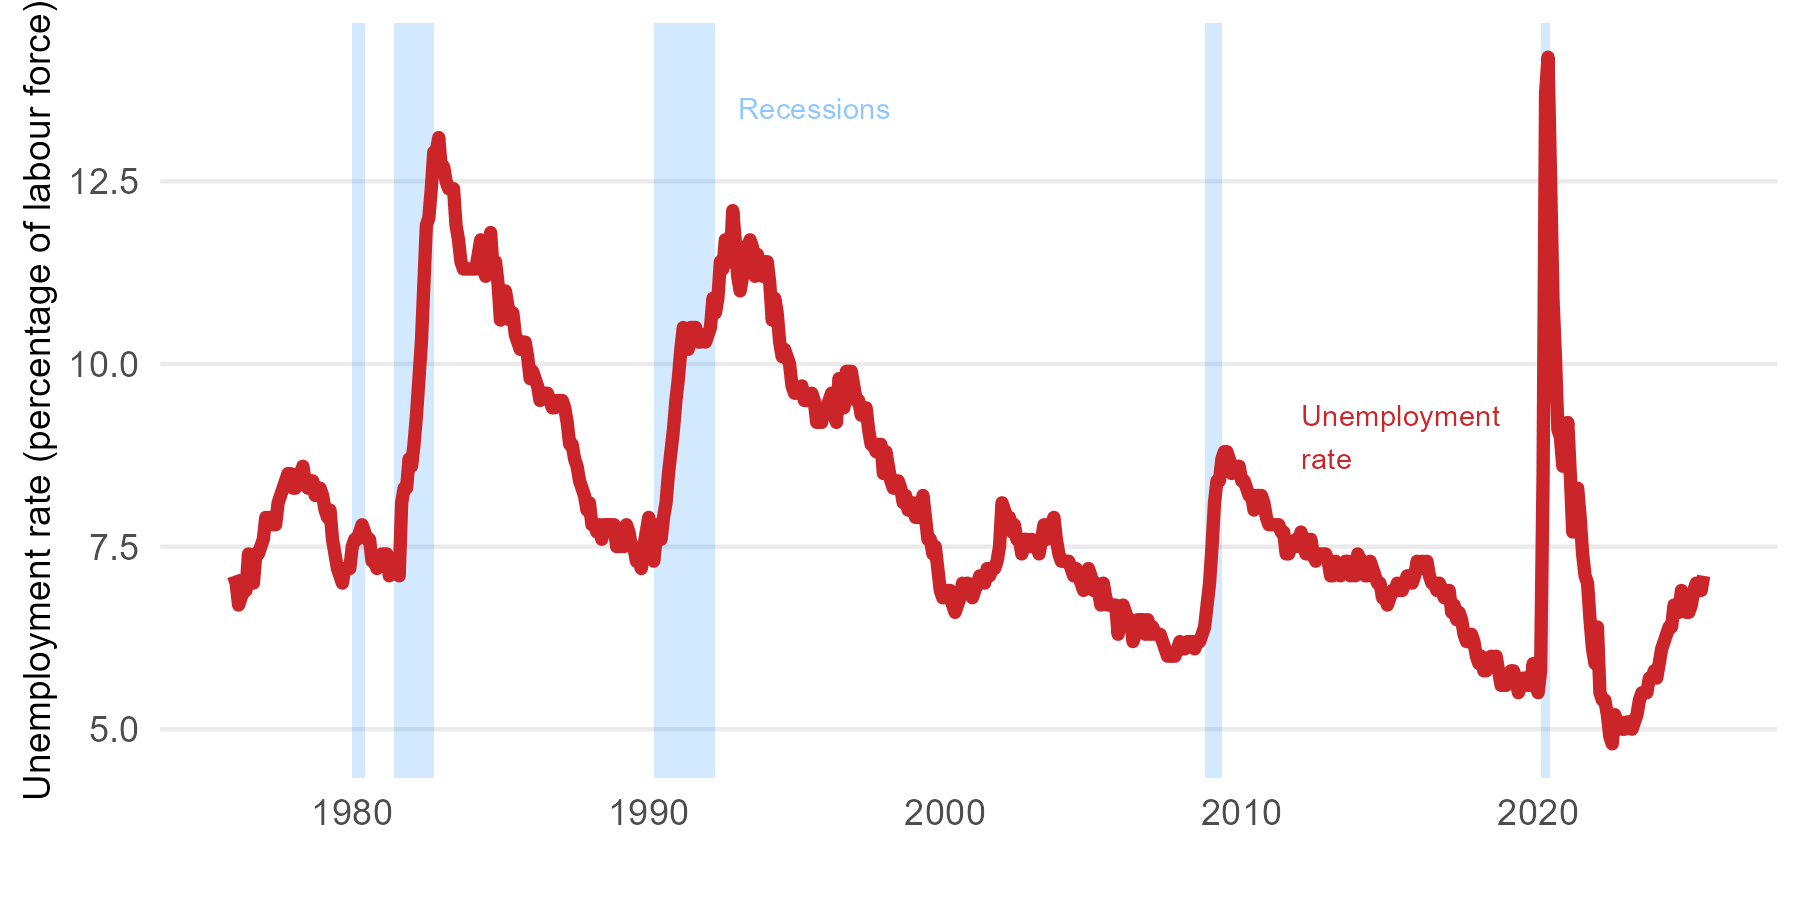 Unemployment rate (percentage of labour force)
Recessions
12.5
10.0
Unemployment
rate
7.5
5.0
1980
1990
2000
2010
2020